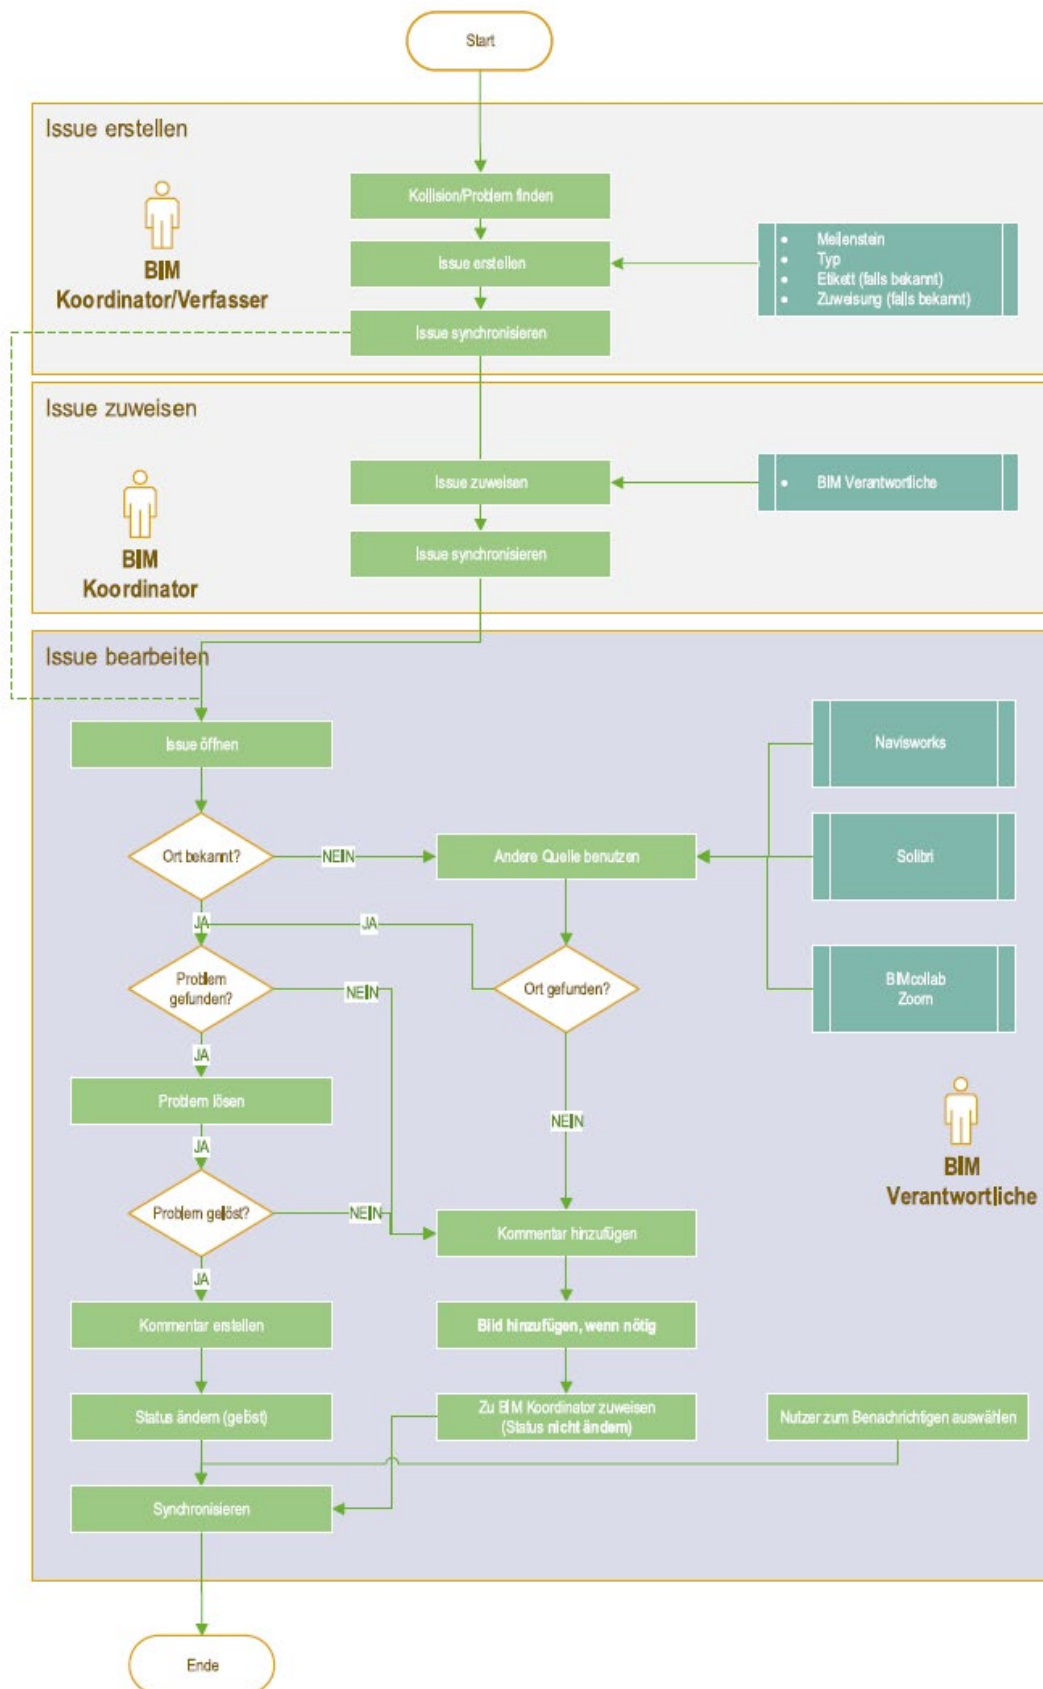 Start
Issue erstellen
BIM
Koordinator/Verfasser
Kollision/Problem finden
Issue erstellen
• Meilenstein
• Typ
• Etikett (falls bekannt)
• Zuweisung (falls bekannt)
Issue synchronisieren
Issue zuweisen
BIM
Koordinator
Issue zuweisen
• BIM Verantwortliche
Issue synchronisieren
Issue bearbeiten
Issue öffnen
Navisworks
Ort bekannt?
NEIN
Andere Quelle benutzen
Solibri
JA
JA
Problem
gefunden?
NEIN
Ort gefunden?
BIMcollab
Zoom
JA
Problem lösen
NEIN
JA
BIM
Verantwortliche
Problem gelöst?
NEIN
Kommentar hinzufügen
JA
Kommentar erstellen
Bild hinzufügen, wenn nötig
Status ändern (gelöst)
Zu BIM Koordinator zuweisen
(Status nicht ändern)
Nutzer zum Benachrichtigen auswählen
Synchronisieren
Ende